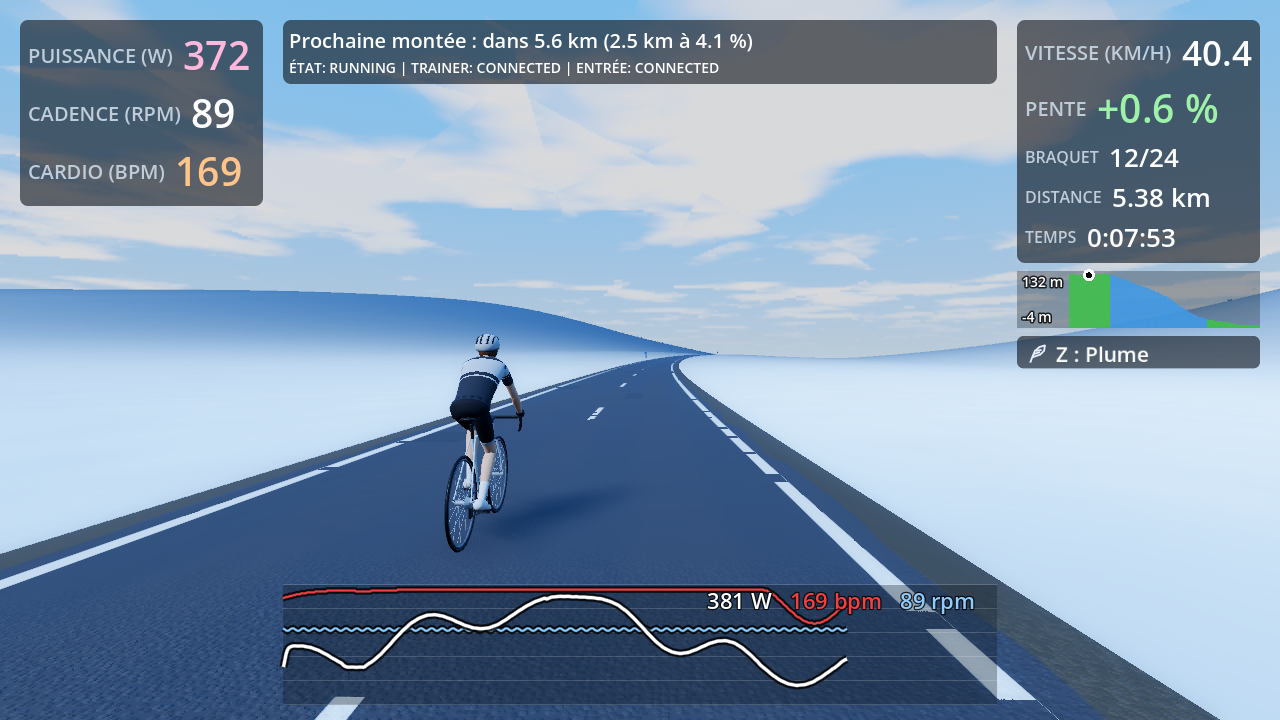 PUISSANCE (W) 372
CADENCE (RPM) 89
CARDIO (BPM) 169
Prochaine montée : dans 5.6 km (2.5 km à 4.1 %)
ÉTAT: RUNNING | TRAINER: CONNECTED | ENTRÉE: CONNECTED
VITESSE (KM/H) 40.4
PENTE +0.6 %
BRAQUET 12/24
DISTANCE 5.38 km
TEMPS 0:07:53
132 m
-4 m
Z : Plume
381 W 169 bpm 89 rpm